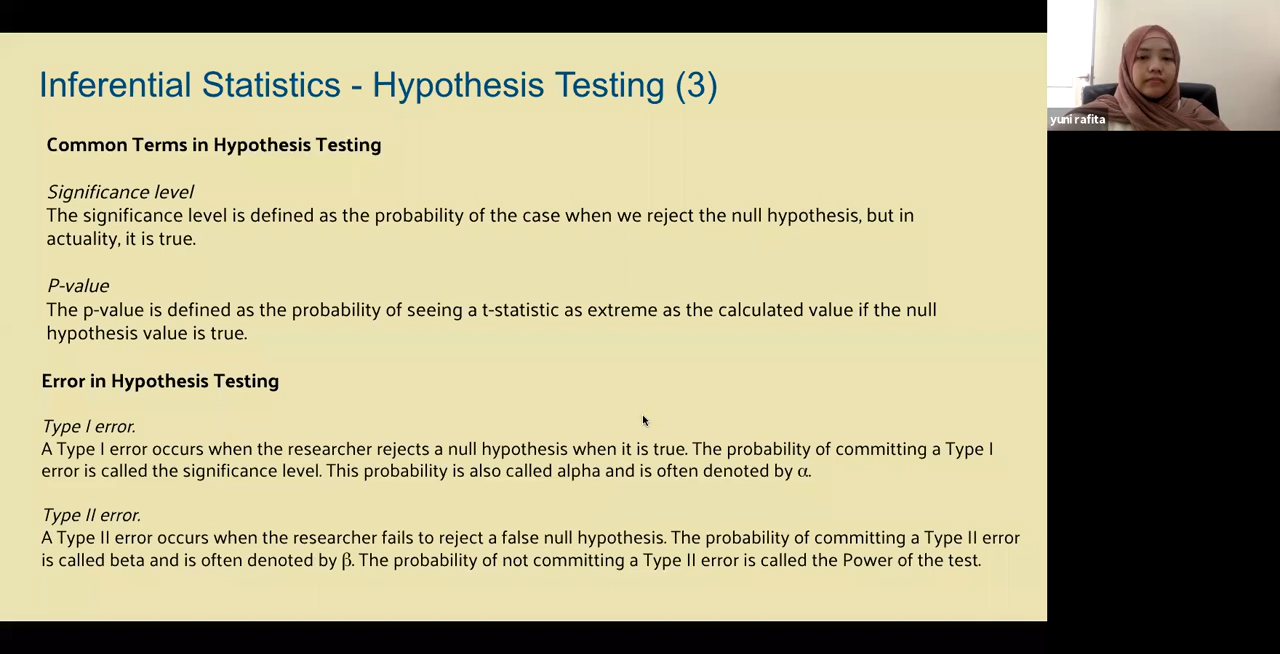 Inferential Statistics - Hypothesis Testing (3)
Common Terms in Hypothesis Testing
Significance level
The significance level is defined as the probability of the case when we reject the null hypothesis, but in
actuality, it is true.
P-value
The p-value is defined as the probability of seeing a t-statistic as extreme as the calculated value if the null
hypothesis value is true.
Error in Hypothesis Testing
Type I error.
A Type I error occurs when the researcher rejects a null hypothesis when it is true. The probability of committing a Type I
error is called the significance level. This probability is also called alpha and is often denoted by α.
Type II error.
A Type II error occurs when the researcher fails to reject a false null hypothesis. The probability of committing a Type II error
is called beta and is often denoted by β. The probability of not committing a Type II error is called the Power of the test.
yuni rafita